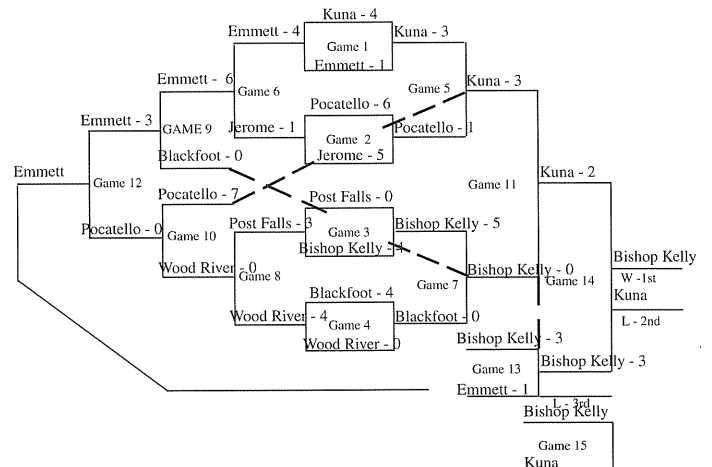 Kuna - 4
Emmett - 4
Kuna - 3
Game 1
Emmett - 1
Emmett - 6
Game 6
Game 5
Kuna - 3
Pocatello - 6
Emmett - 3
GAME 9
Jerome - 1
Game 2
Pocatello - 1
Jerome - 5
Blackfoot - 0
Emmett
Game 12
Kuna - 2
Game 11
Pocatello - 7
Post Falls - 0
Pocatello - 0
Game 10
Post Falls - 3
Game 3
Bishop Kelly - 5
Bishop Kelly - 4
Bishop Kelly
Wood River - 0
Game 8
Game 7
Bishop Kelly - 0
Game 14
W -1st
Blackfoot - 4
Kuna
Wood River - 4
Game 4
Blackfoot - 0
L - 2nd
Wood River - 0
Bishop Kelly - 3
Game 13
Bishop Kelly - 3
Emmett - 1
L - 3rd
Bishop Kelly
Game 15
Kuna